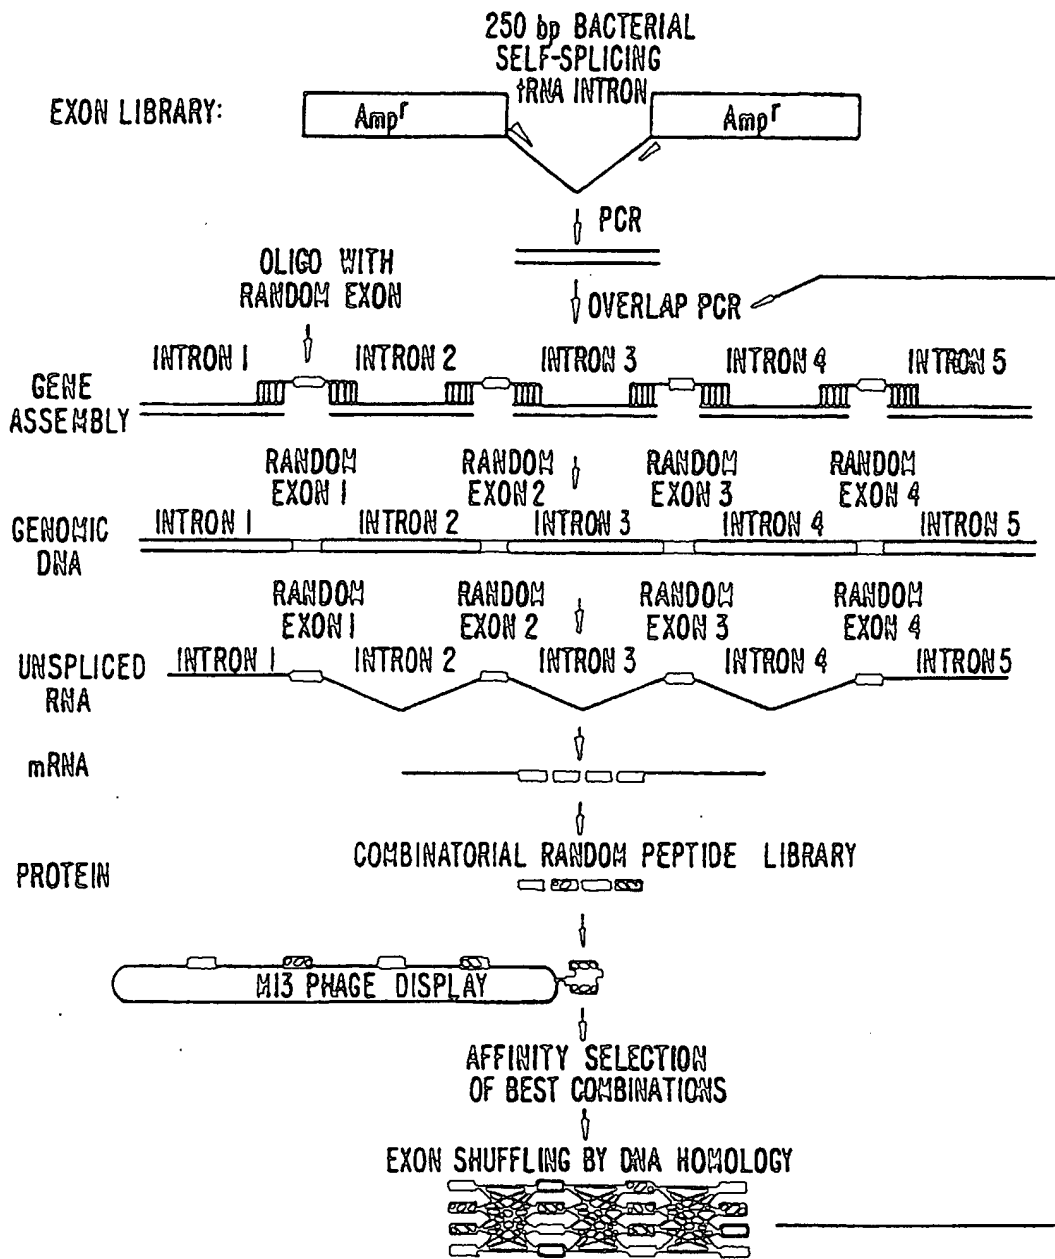 250 bp BACTERIAL
SELF-SPLICING
tRNA INTRON
EXON LIBRARY:
Ampr
Ampr
PCR
OLIGO WITH
RANDOM EXON
OVERLAP PCR
INTRON 1
INTRON 2
INTRON 3
INTRON 4
INTRON 5
GENE
ASSEMBLY
RANDOM
EXON 1
RANDOM
EXON 2
RANDOM
EXON 3
RANDOM
EXON 4
INTRON 1
INTRON 2
INTRON 3
INTRON 4
INTRON 5
GENOMIC
DNA
RANDOM
EXON 1
RANDOM
EXON 2
RANDOM
EXON 3
RANDOM
EXON 4
UNSPLICED
RNA
INTRON 1
INTRON 2
INTRON 3
INTRON 4
INTRON 5
mRNA
COMBINATORIAL RANDOM PEPTIDE LIBRARY
PROTEIN
M13 PHAGE DISPLAY
AFFINITY SELECTION
OF BEST COMBINATIONS
EXON SHUFFLING BY DNA HOMOLOGY